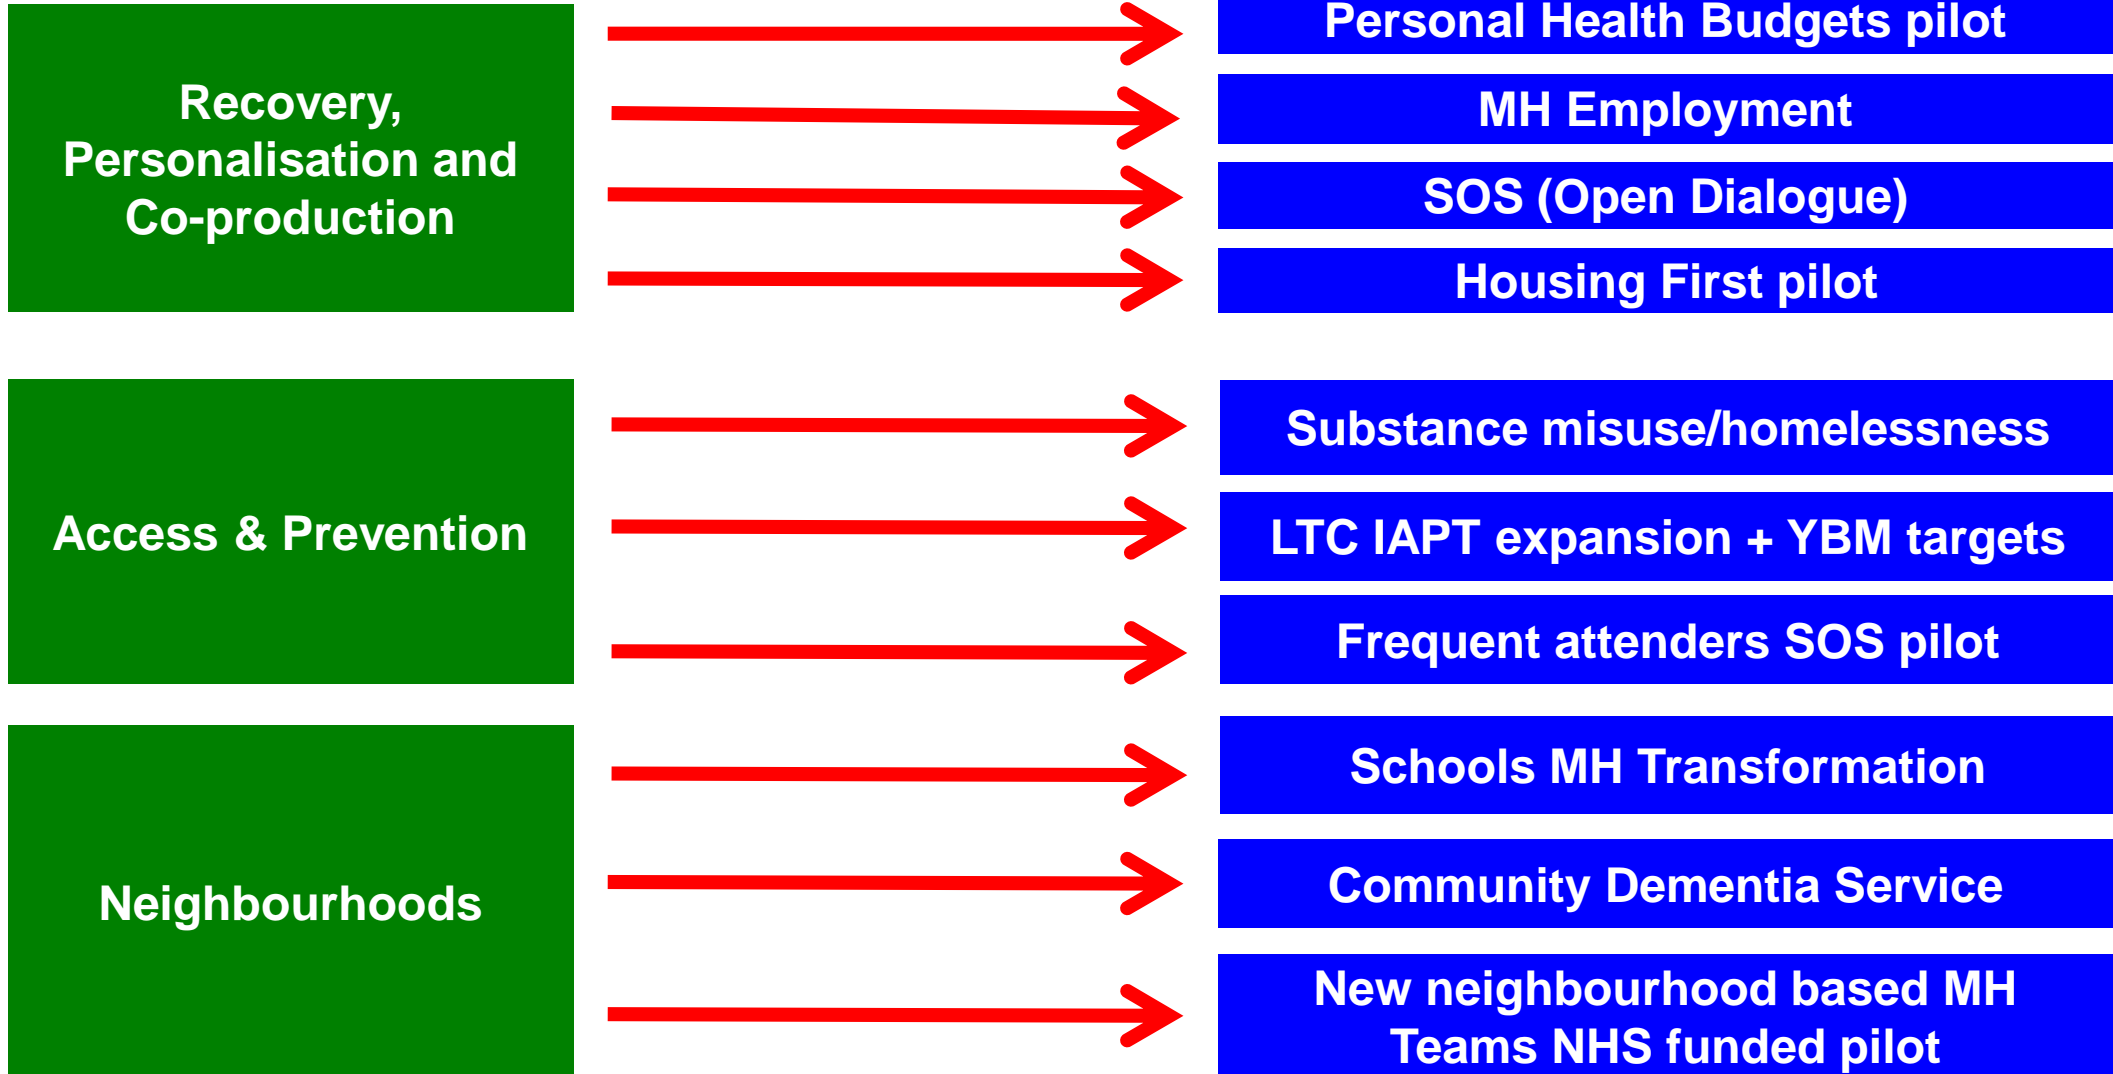 Recovery,
Personalisation and
Co-production
Personal Health Budgets pilot
MH Employment
SOS (Open Dialogue)
Housing First pilot
Access & Prevention
Substance misuse/homelessness
LTC IAPT expansion + YBM targets
Frequent attenders SOS pilot
Neighbourhoods
Schools MH Transformation
Community Dementia Service
New neighbourhood based MH
Teams NHS funded pilot